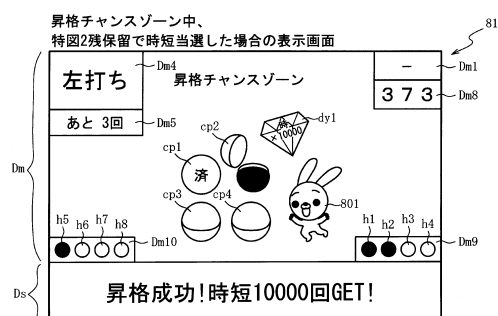 昇格チャンスゾーン中、
特図2残保留で時短当選した場合の表示画面
81
左打ち
Dm4
昇格チャンスゾーン
－
Dm1
373
Dm8
あと 3回
Dm5
cp2
dy1
×10000
cp1
済
Dm
cp3
cp4
801
h5
h6
h7
h8
Dm10
h1
h2
h3
h4
Dm9
Ds
昇格成功!時短10000回GET!